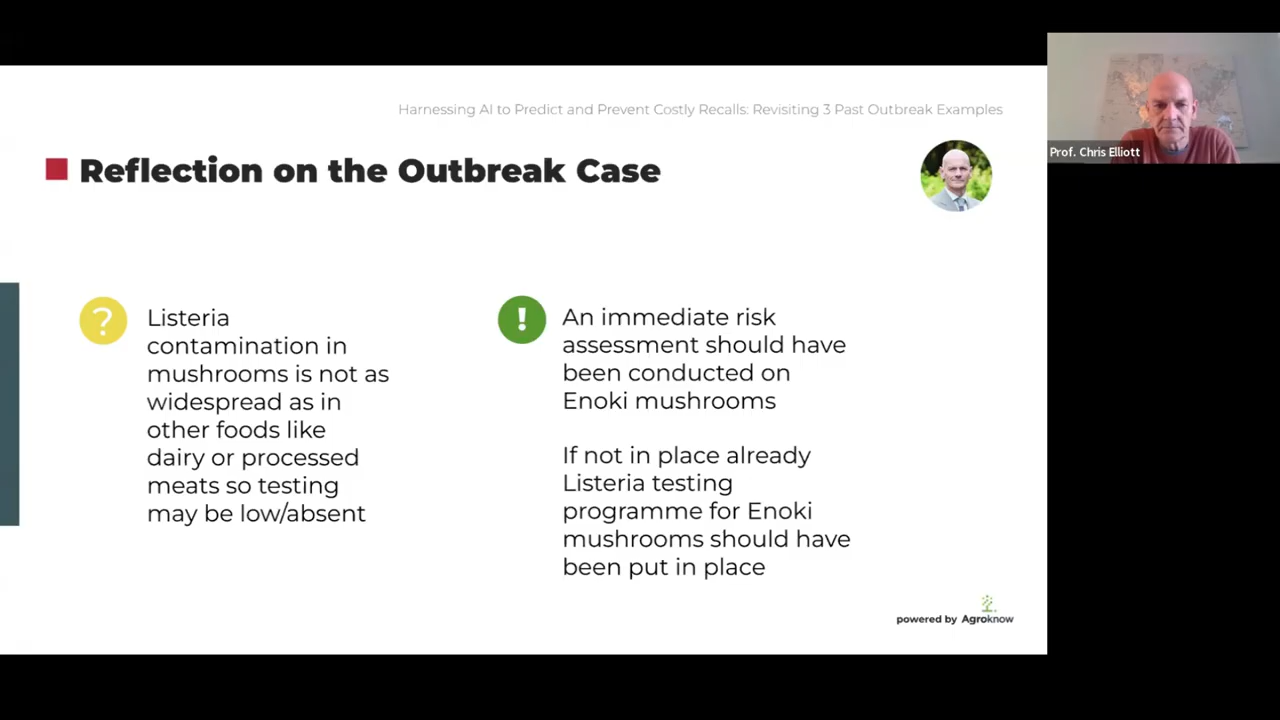 Harnessing AI to Predict and Prevent Costly Recalls: Revisiting 3 Past Outbreak Examples
Prof. Chris Elliott
Reflection on the Outbreak Case
?
Listeria
contamination in
mushrooms is not as
widespread as in
other foods like
dairy or processed
meats so testing
may be low/absent
!
An immediate risk
assessment should have
been conducted on
Enoki mushrooms
If not in place already
Listeria testing
programme for Enoki
mushrooms should have
been put in place
powered by Agroknow